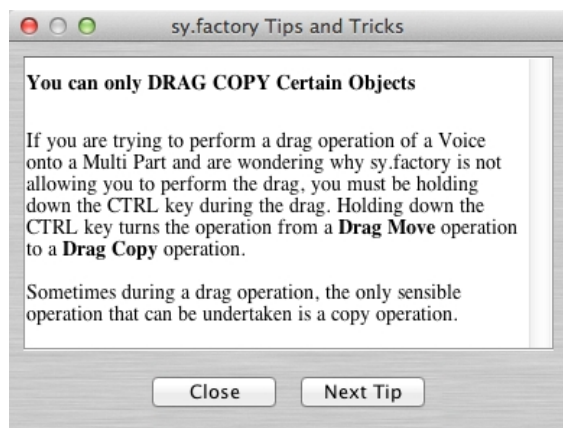 sy.factory Tips and Tricks
You can only DRAG COPY Certain Objects
If you are trying to perform a drag operation of a Voice
onto a Multi Part and are wondering why sy.factory is not
allowing you to perform the drag, you must be holding
down the CTRL key during the drag. Holding down the
CTRL key turns the operation from a Drag Move operation
to a Drag Copy operation.
Sometimes during a drag operation, the only sensible
operation that can be undertaken is a copy operation.
Close Next Tip